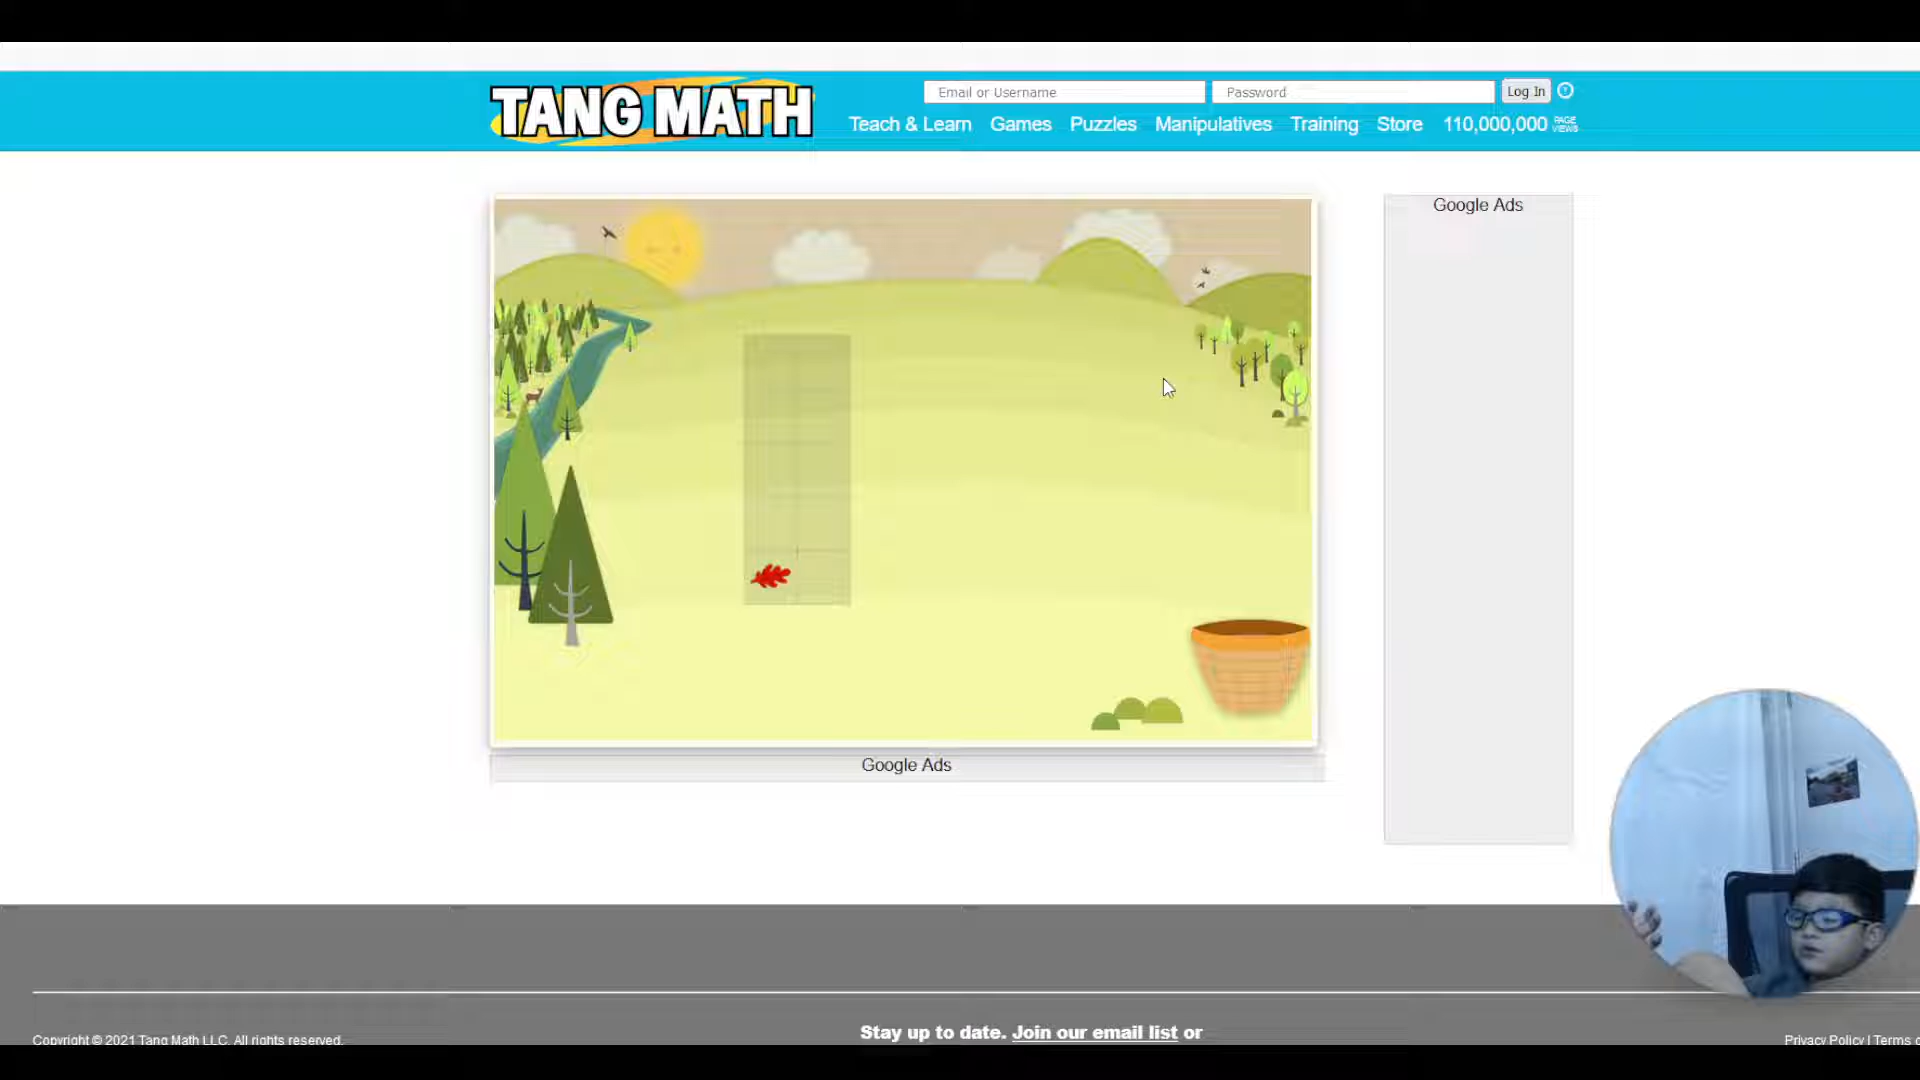 TANG MATH
Email or Username
Password
Log In
Teach & Learn
Games
Puzzles
Manipulatives
Training
Store
110,000,000 PAGE VIEWS
Google Ads
Google Ads
Stay up to date. Join our email list or
Copyright © 2021 Tang Math LLC. All rights reserved.
Privacy Policy | Terms o